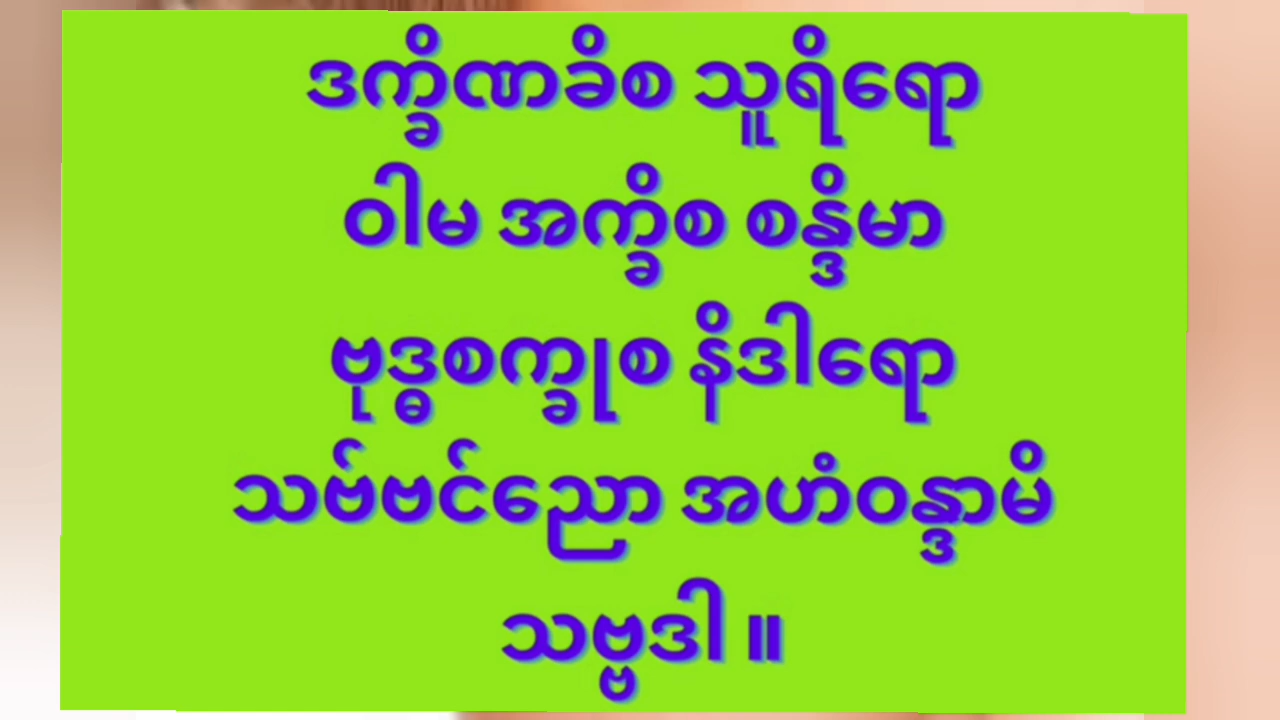 ဒက္ခိဏခိစ သူရိရော
ဝါမ အက္ခိစ စန္ဒိမာ
ဗုဒ္ဓစက္ခုစ နိဒါရော
သဗ်ဗင်ညော အဟံဝန္ဒာမိ
သဗ္ဗဒါ ။